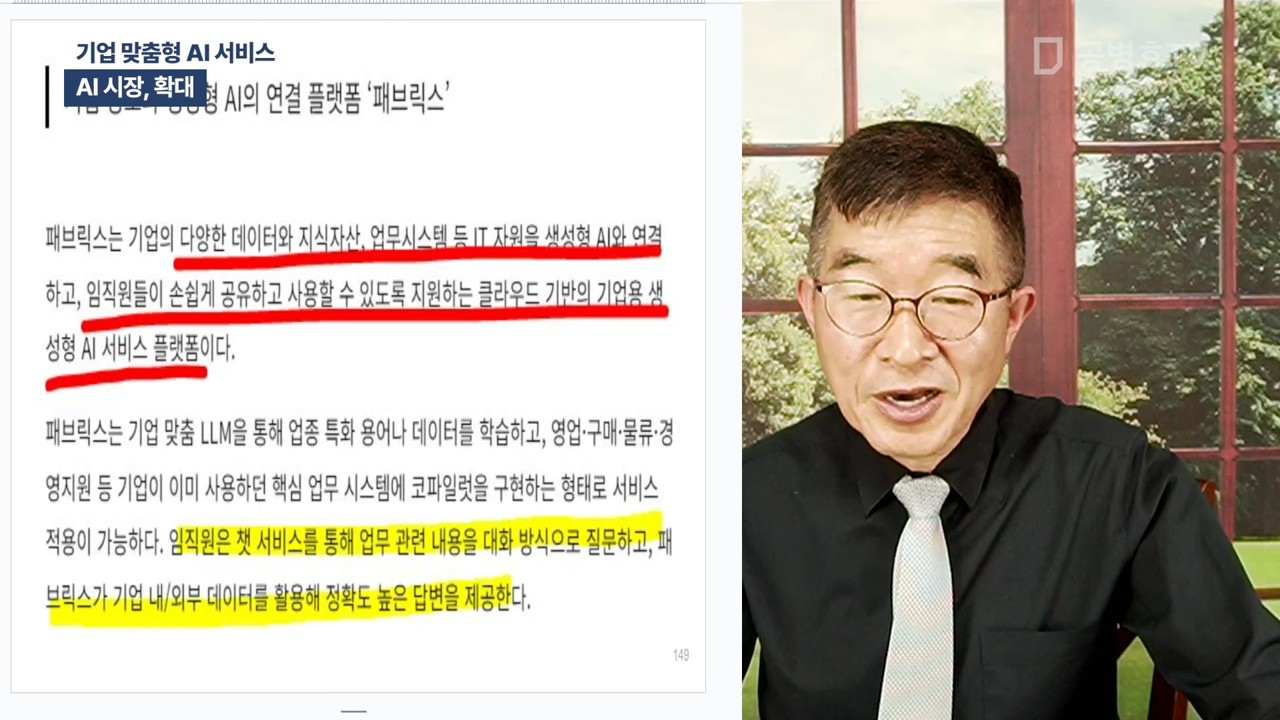 기업 맞춤형 AI 서비스
AI 시장, 확대
AI의 연결 플랫폼 ‘패브릭스’
공병호TV
패브릭스는 기업의 다양한 데이터와 지식자산, 업무시스템 등 IT 자원을 생성형 AI와 연결
하고, 임직원들이 손쉽게 공유하고 사용할 수 있도록 지원하는 클라우드 기반의 기업용 생
성형 AI 서비스 플랫폼이다.
패브릭스는 기업 맞춤 LLM을 통해 업종 특화 용어나 데이터를 학습하고, 영업·구매·물류·경
영지원 등 기업이 이미 사용하던 핵심 업무 시스템에 코파일럿을 구현하는 형태로 서비스
적용이 가능하다. 임직원은 챗 서비스를 통해 업무 관련 내용을 대화 방식으로 질문하고, 패
브릭스가 기업 내/외부 데이터를 활용해 정확도 높은 답변을 제공한다.
149